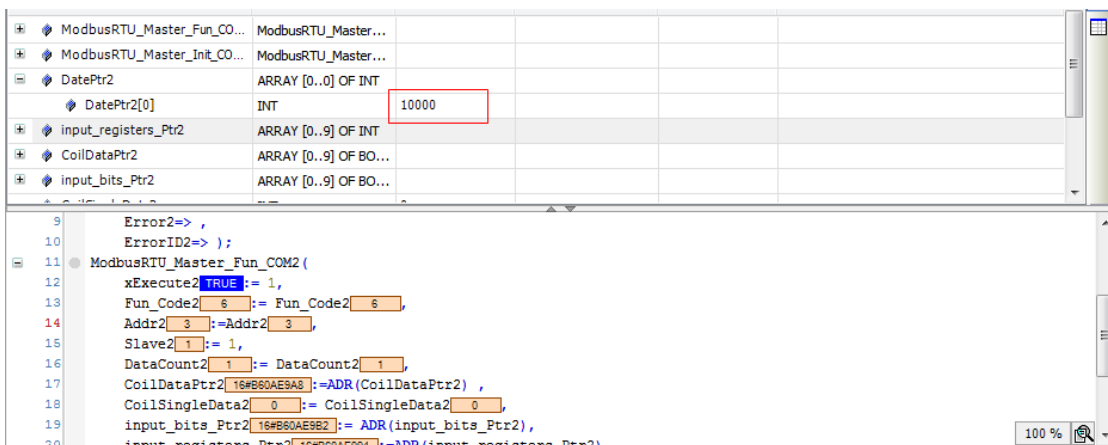 ModbusRTU_Master_Fun_CO... ModbusRTU_Master...
ModbusRTU_Master_Init_CO... ModbusRTU_Master...
DatePtr2 ARRAY [0..0] OF INT
DatePtr2[0] INT 10000
input_registers_Ptr2 ARRAY [0..9] OF INT
CoilDataPtr2 ARRAY [0..9] OF BO...
input_bits_Ptr2 ARRAY [0..9] OF BO...
9 Error2=> ,
10 ErrorID2=> );
11 ModbusRTU_Master_Fun_COM2(
12 xExecute2 TRUE := 1,
13 Fun_Code2 6 := Fun_Code2 6 ,
14 Addr2 3 :=Addr2 3 ,
15 Slave2 1 := 1,
16 DataCount2 1 := DataCount2 1 ,
17 CoilDataPtr2 16#B60AE9A8 :=ADR(CoilDataPtr2) ,
18 CoilSingleData2 0 := CoilSingleData2 0 ,
19 input_bits_Ptr2 16#B60AE9B2 := ADR(input_bits_Ptr2),
100 %